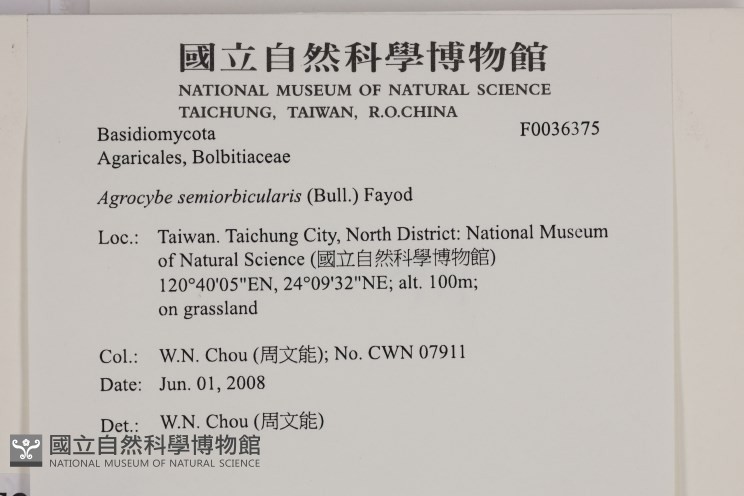 國立自然科學博物館
NATIONAL MUSEUM OF NATURAL SCIENCE
TAICHUNG, TAIWAN, R.O.CHINA
Basidiomycota F0036375
Agaricales, Bolbitiaceae
Agrocybe semiorbicularis (Bull.) Fayod
Loc.: Taiwan. Taichung City, North District: National Museum
of Natural Science (國立自然科學博物館)
120°40'05"EN, 24°09'32"NE; alt. 100m;
on grassland
Col.: W.N. Chou (周文能); No. CWN 07911
Date: Jun. 01, 2008
Det.: W.N. Chou (周文能)
國立自然科學博物館
NATIONAL MUSEUM OF NATURAL SCIENCE